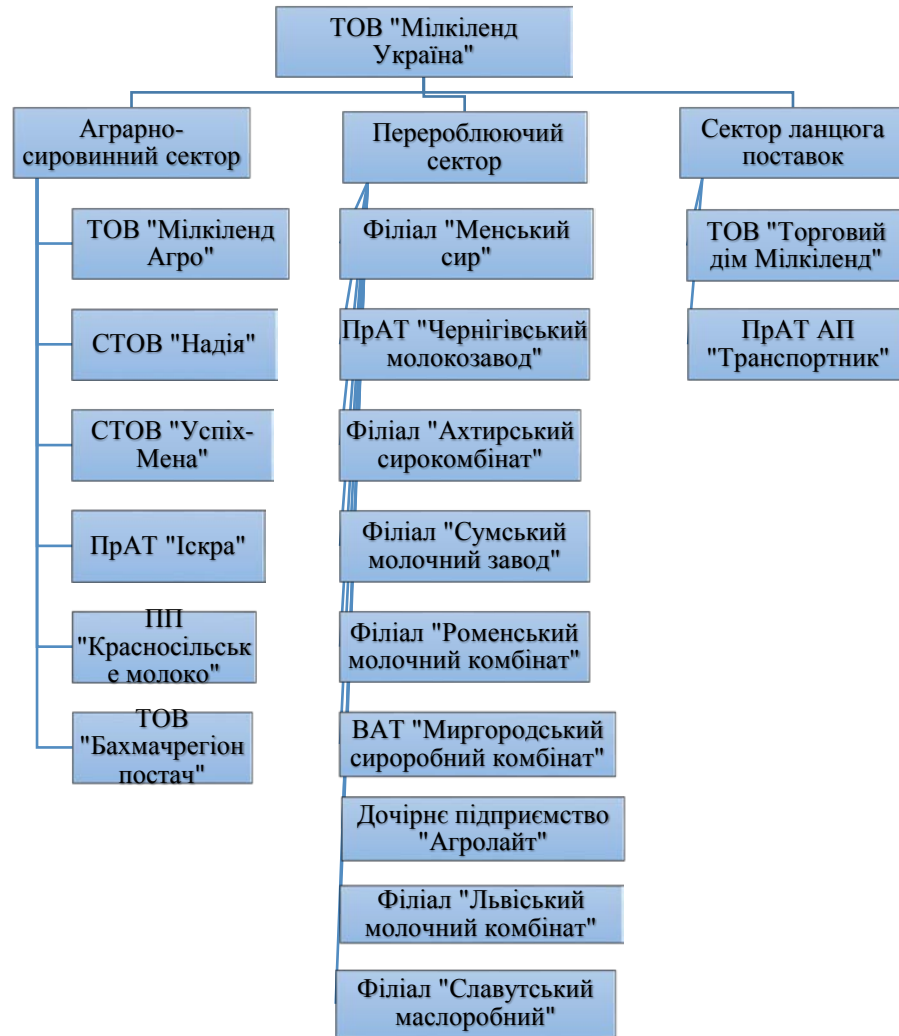 ТОВ "Мілкіленд
Україна"
Аграрно-
сировинний сектор
ТОВ "Мілкіленд
Агро"
СТОВ "Надія"
СТОВ "Успіх-
Мена"
ПрАТ "Іскра"
ПП
"Красносільськ
е молоко"
ТОВ
"Бахмачрегіон
постач"
Перероблюючий
сектор
Філіал "Менський
сир"
ПрАТ "Чернігівський
молокозавод"
Філіал "Ахтирський
сирокомбінат"
Філіал "Сумський
молочний завод"
Філіал "Роменський
молочний комбінат"
ВАТ "Миргородський
сироробний комбінат"
Дочірнє підприємство
"Агролайт"
Філіал "Львіський
молочний комбінат"
Філіал "Славутський
маслоробний"
Сектор ланцюга
поставок
ТОВ "Торговий
дім Мілкіленд"
ПрАТ АП
"Транспортник"